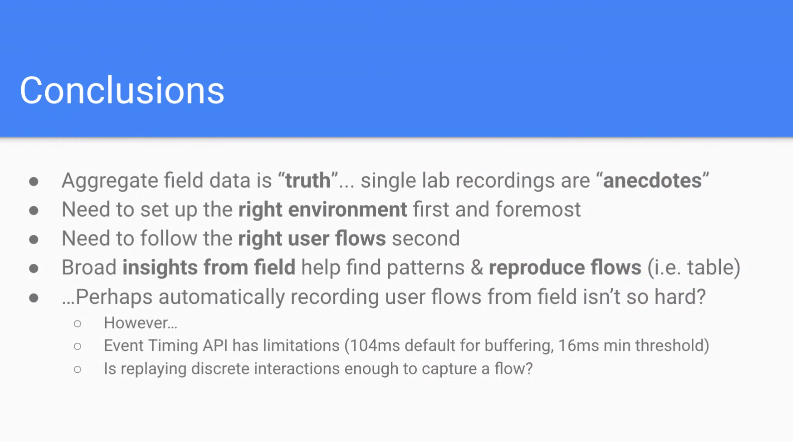 Conclusions
● Aggregate field data is “truth”... single lab recordings are “anecdotes”
● Need to set up the right environment first and foremost
● Need to follow the right user flows second
● Broad insights from field help find patterns & reproduce flows (i.e. table)
● …Perhaps automatically recording user flows from field isn’t so hard?
○ However…
○ Event Timing API has limitations (104ms default for buffering, 16ms min threshold)
○ Is replaying discrete interactions enough to capture a flow?